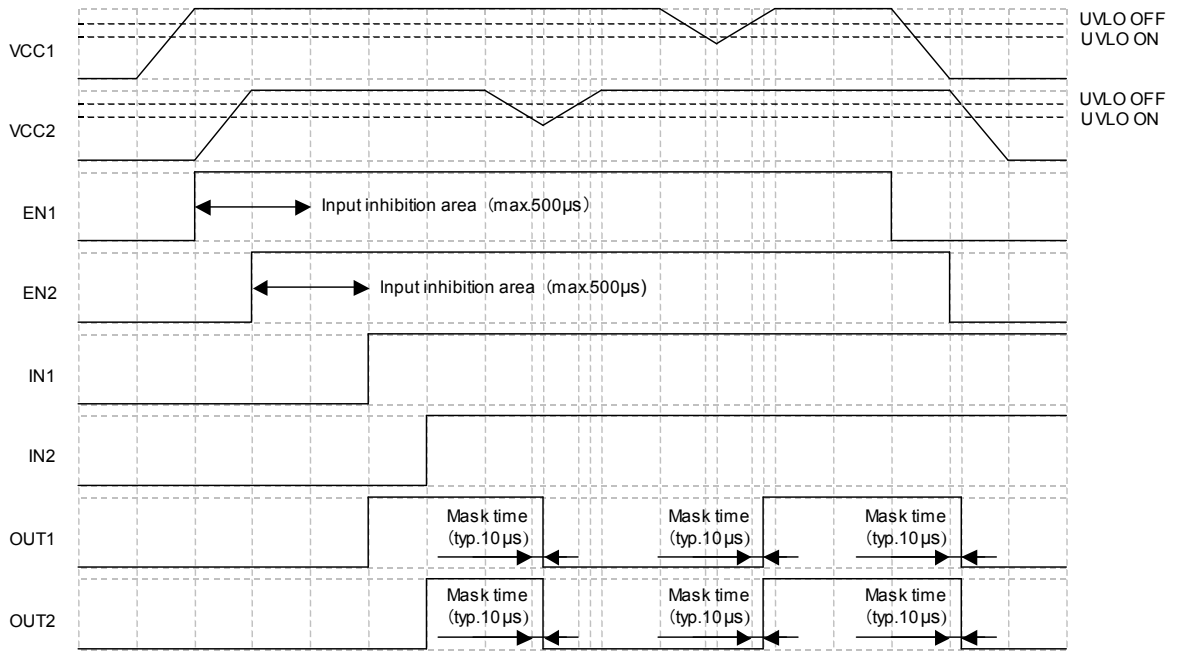 VCC1
UVLO OFF
UVLO ON
VCC2
UVLO OFF
UVLO ON
EN1
Input inhibition area （max.500µs）
EN2
Input inhibition area （max.500µs）
IN1
IN2
OUT1
Mask time
（typ.10µs）
Mask time
（typ.10µs）
Mask time
（typ.10µs）
OUT2
Mask time
（typ.10µs）
Mask time
（typ.10µs）
Mask time
（typ.10µs）